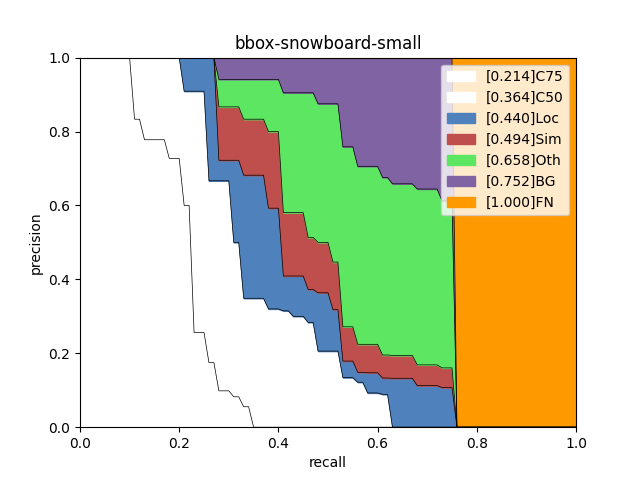 bbox-snowboard-small
[0.214]C75
[0.364]C50
[0.440]Loc
[0.494]Sim
[0.658]Oth
[0.752]BG
[1.000]FN
precision
1.0
0.8
0.6
0.4
0.2
0.0
0.0 0.2 0.4 0.6 0.8 1.0
recall